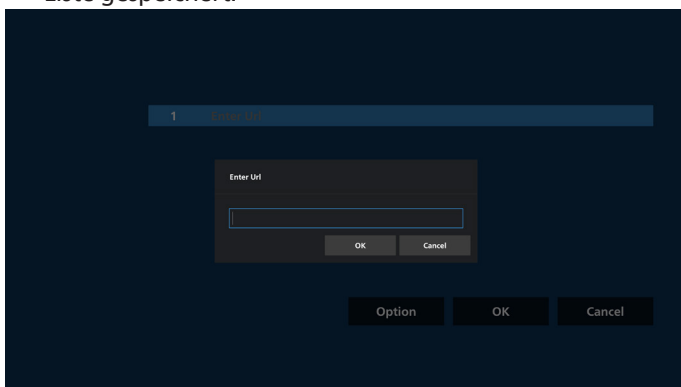 Liste gespeichert.
1 Enter Url
Enter Url
OK Cancel
Option OK Cancel